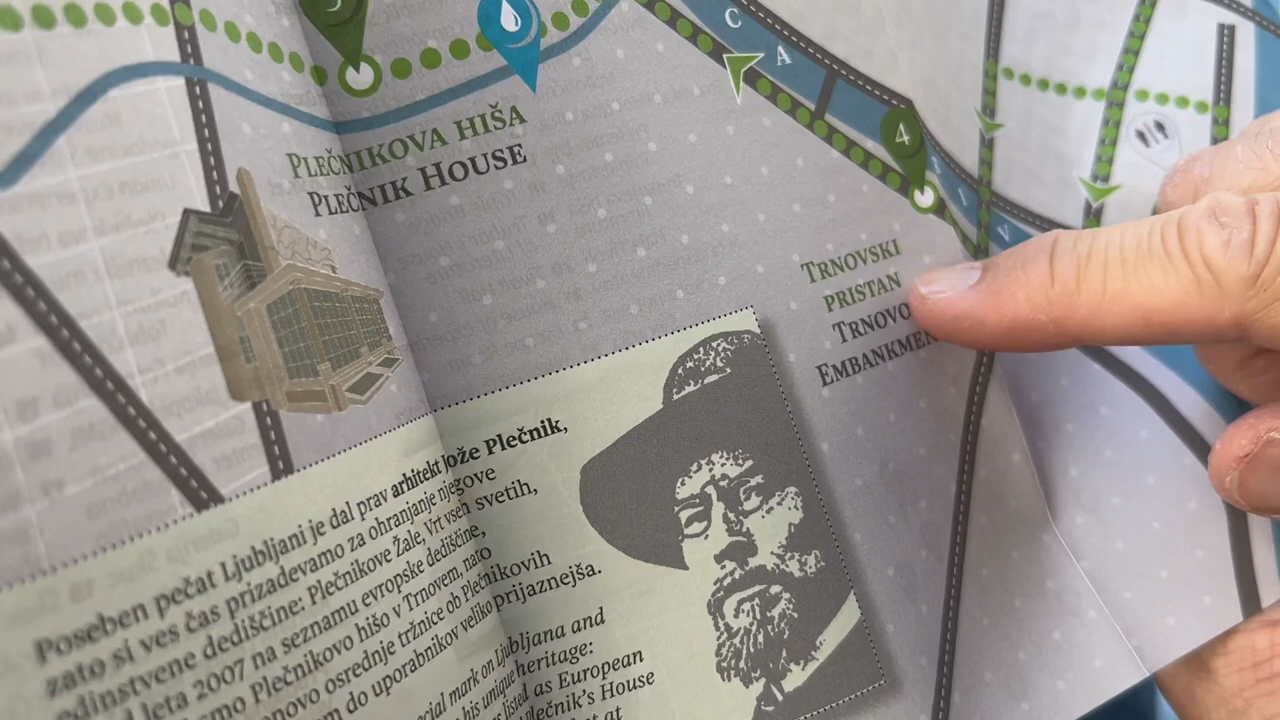 C
A
4
PLEČNIKOVA HIŠA
PLEČNIK HOUSE
TRNOVSKI
PRISTAN
TRNOVO
EMBANKMEN
Poseben pečat Ljubljani je dal prav arhitekt Jože Plečnik,
zato si ves čas prizadevamo za ohranjanje njegove
edinstvene dediščine: Plečnikove Žale, Vrt vseh svetih,
leta 2007 na seznamu evropske dediščine,
smo Plečnikovo hišo v Trnovem, nato
osrednje tržnice ob Plečnikovih
do uporabnikov veliko prijaznejša.
special mark on Ljubljana and
his unique heritage:
listed as European
Plečnik's House
at